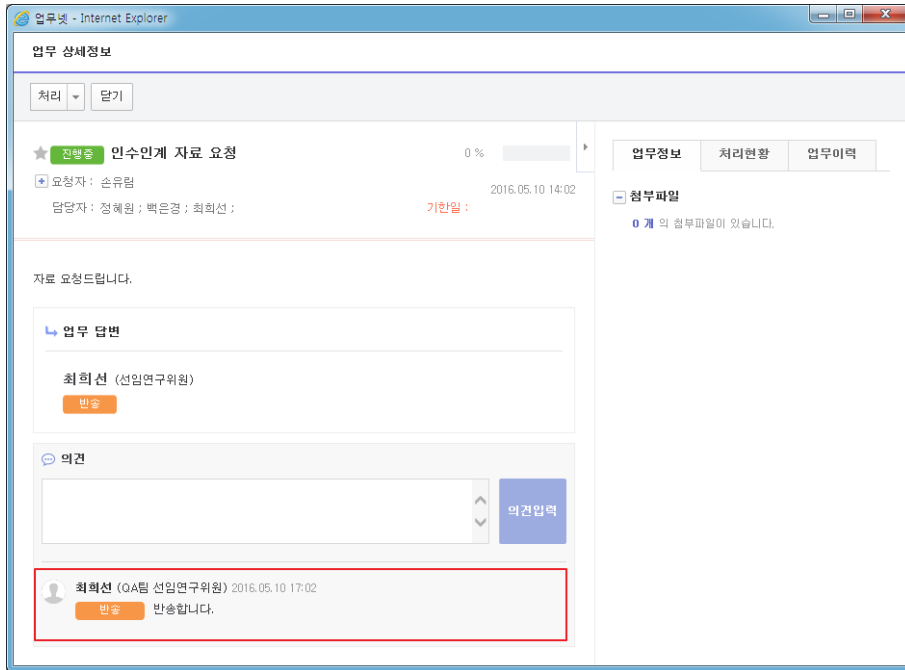 업무넷 - Internet Explorer
업무 상세정보
처리 닫기
진행중 인수인계 자료 요청 0 %
요청자 : 손유림 2016.05.10 14:02
담당자 : 정혜원 ; 백은경 ; 최희선 ; 기한일 :
자료 요청드립니다.
업무 답변
최희선 (선임연구위원)
반송
의견
의견입력
최희선 (QA팀 선임연구위원) 2016.05.10 17:02
반송 반송합니다.
업무정보 처리현황 업무이력
첨부파일
0 개 의 첨부파일이 있습니다.